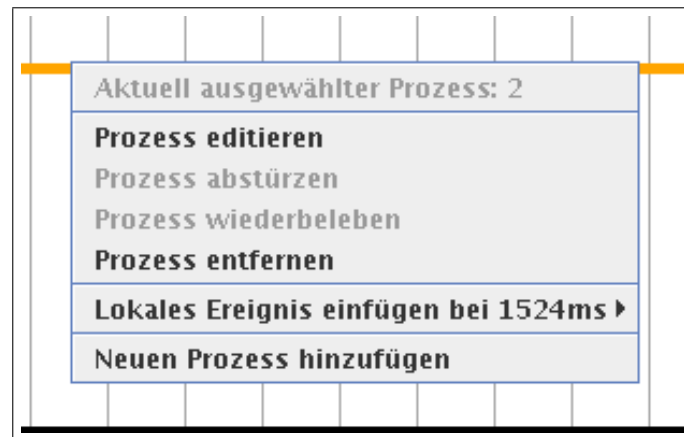 Aktuell ausgewählter Prozess: 2
Prozess editieren
Prozess abstürzen
Prozess wiederbeleben
Prozess entfernen
Lokales Ereignis einfügen bei 1524ms
Neuen Prozess hinzufügen